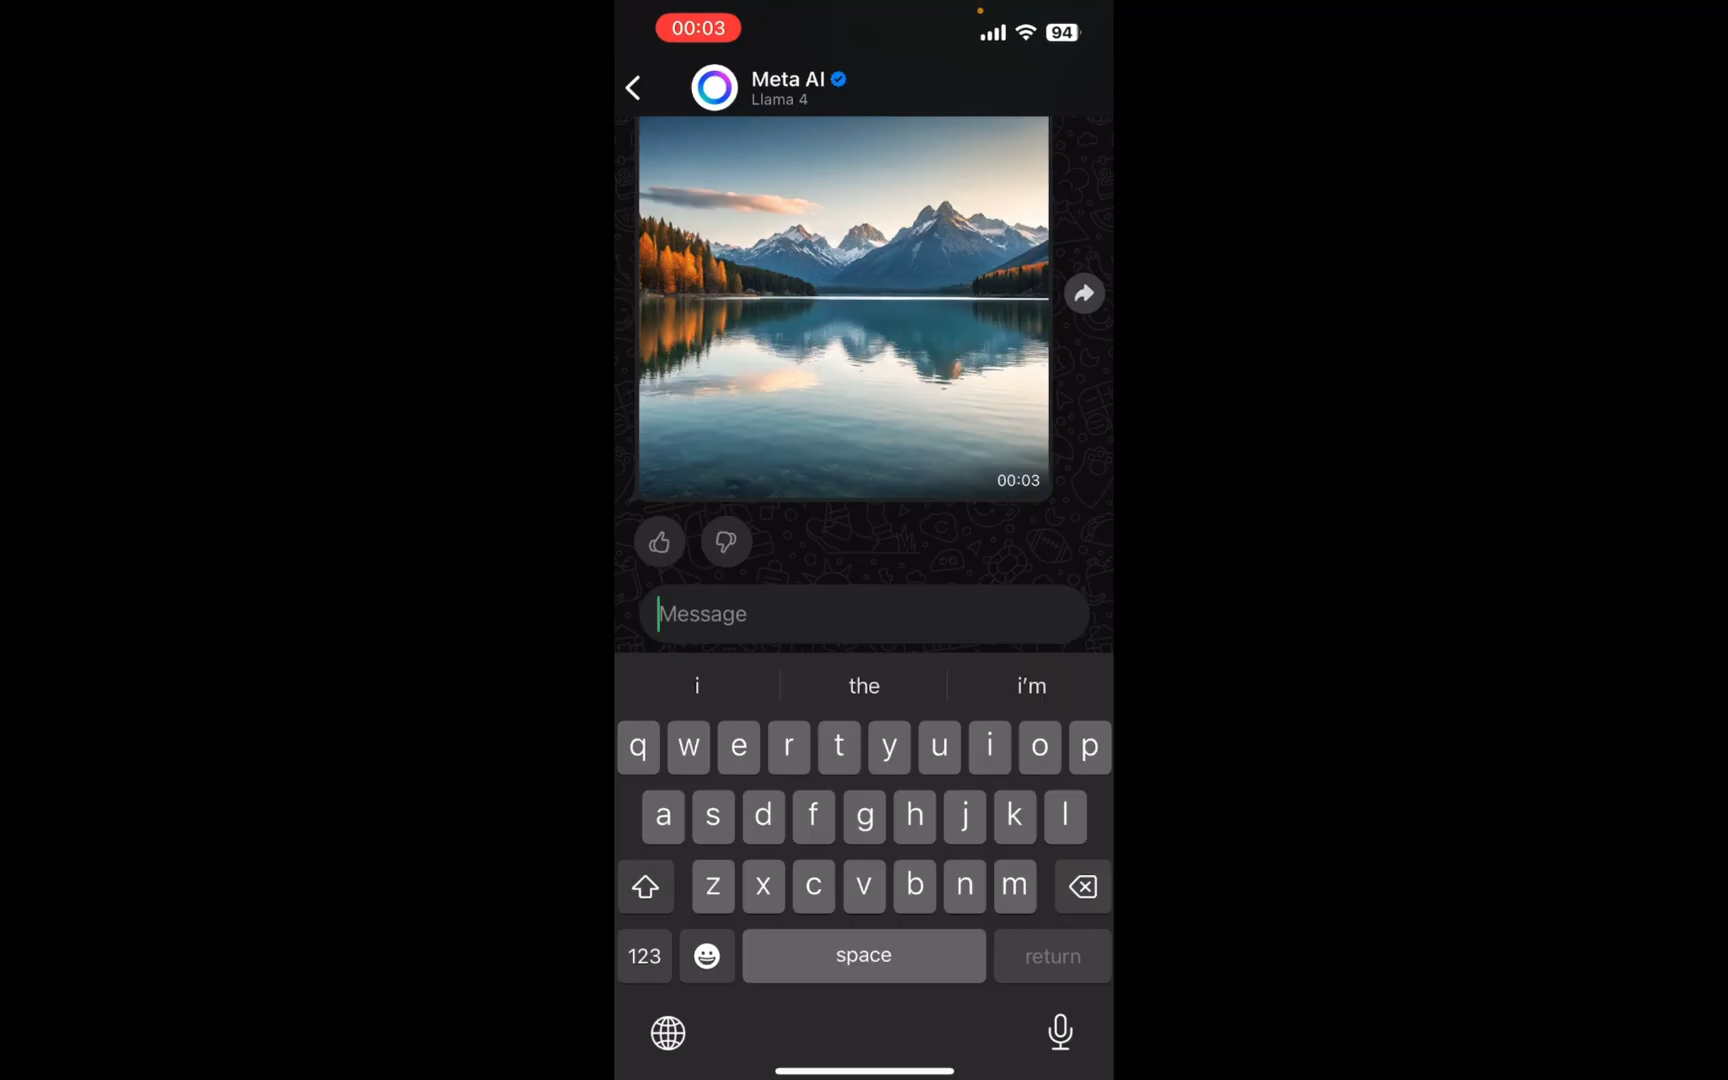 00:03
94
Meta AI
Llama 4
00:03
Message
i the i’m
q w e r t y u i o p
a s d f g h j k l
z x c v b n m
123 space return